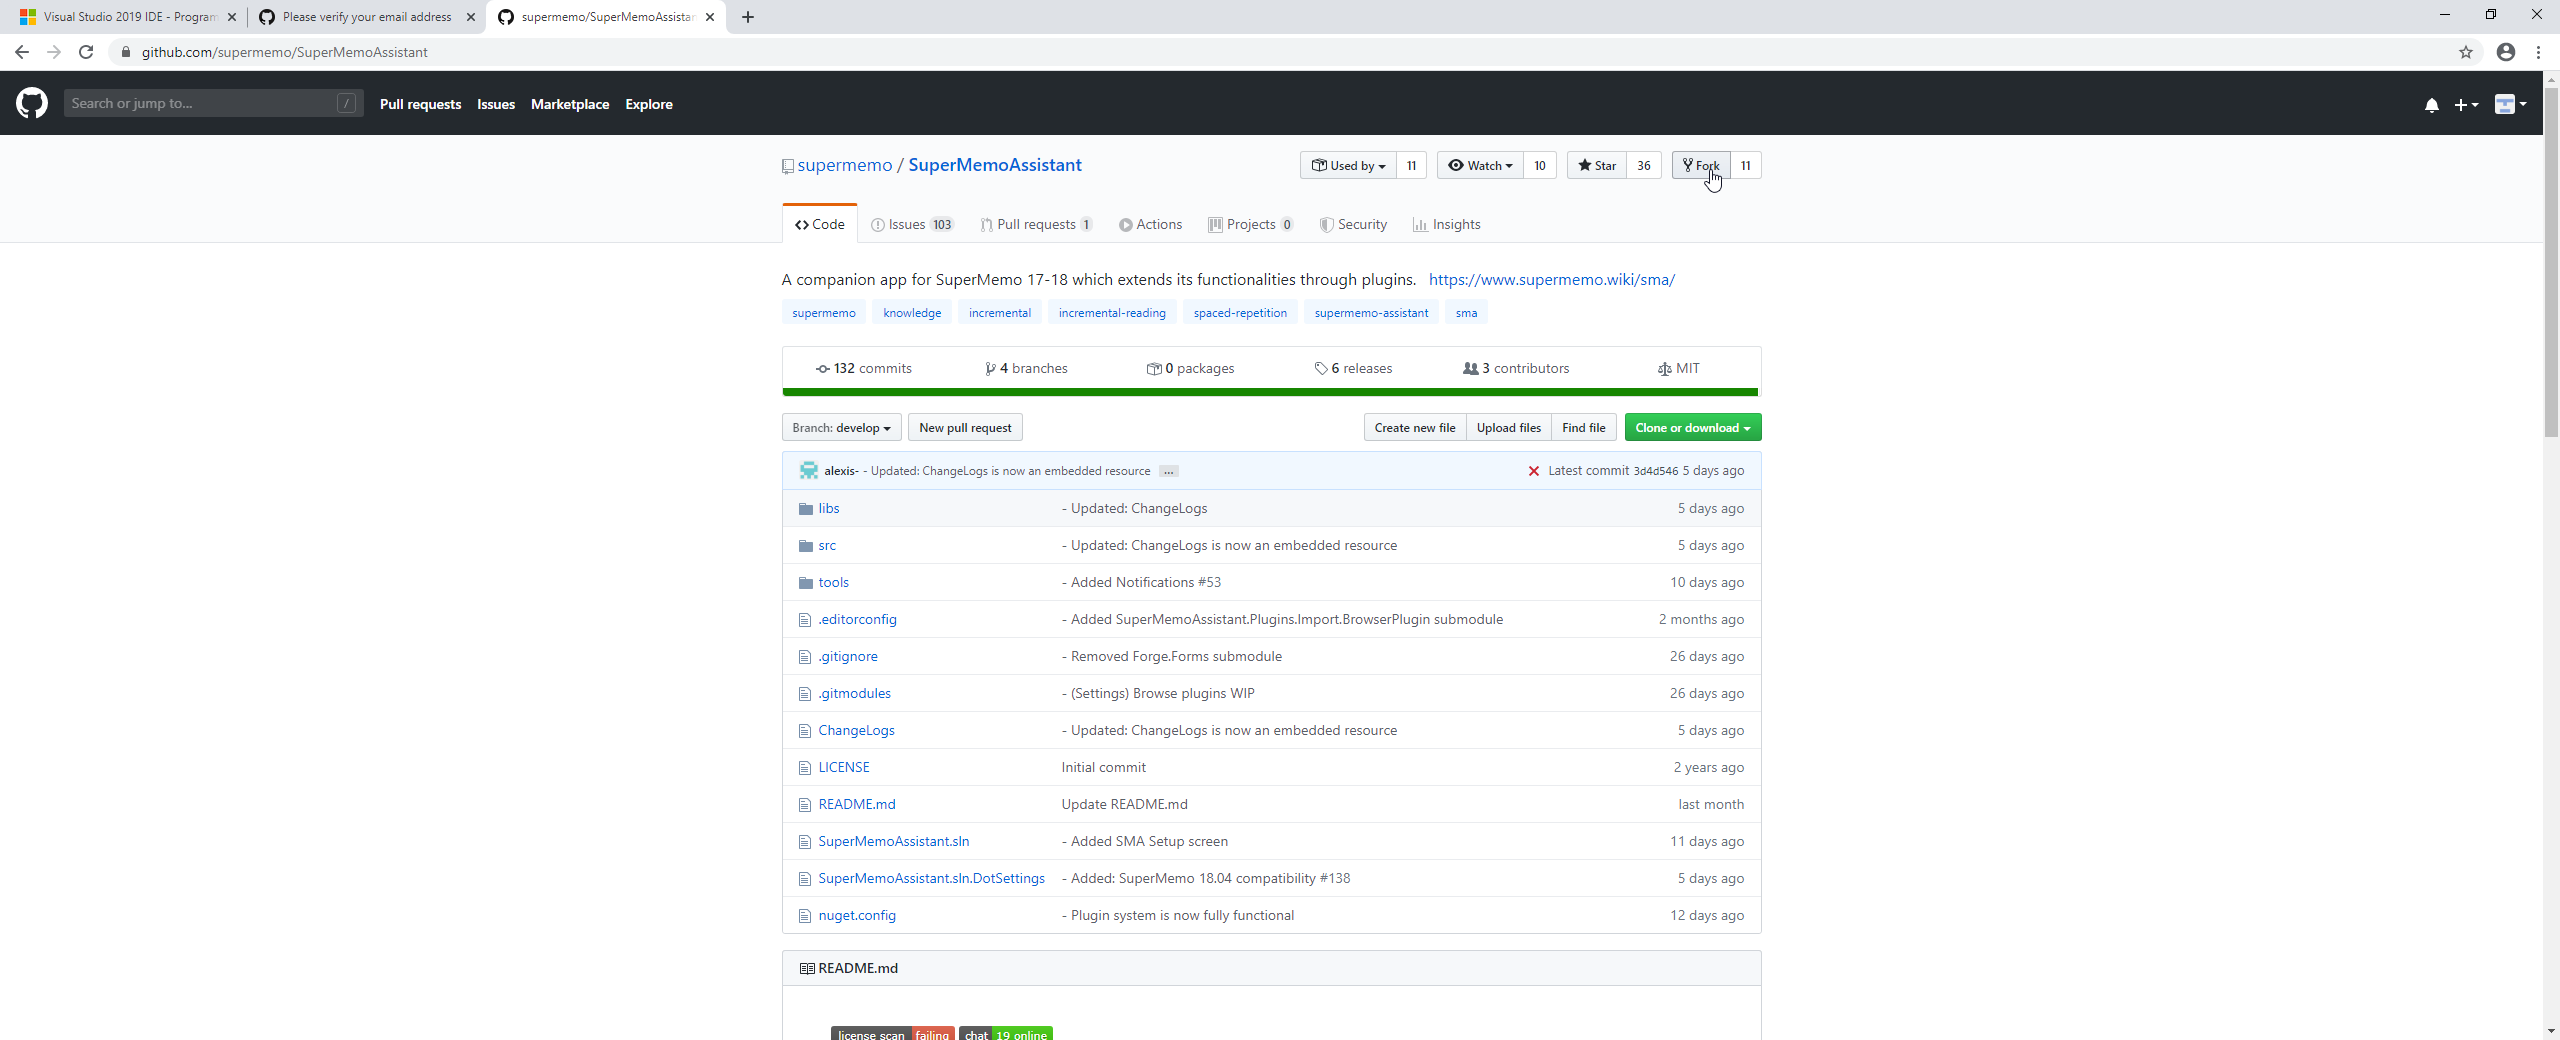 Visual Studio 2019 IDE - Program
Please verify your email address
supermemo/SuperMemoAssistan
github.com/supermemo/SuperMemoAssistant
Search or jump to... /
Pull requests Issues Marketplace Explore
supermemo / SuperMemoAssistant
Used by 11 Watch 10 Star 36 Fork 11
Code Issues 103 Pull requests 1 Actions Projects 0 Security Insights
A companion app for SuperMemo 17-18 which extends its functionalities through plugins. https://www.supermemo.wiki/sma/
supermemo knowledge incremental incremental-reading spaced-repetition supermemo-assistant sma
132 commits 4 branches 0 packages 6 releases 3 contributors MIT
Branch: develop New pull request Create new file Upload files Find file Clone or download
alexis- - Updated: ChangeLogs is now an embedded resource ... Latest commit 3d4d546 5 days ago
libs - Updated: ChangeLogs 5 days ago
src - Updated: ChangeLogs is now an embedded resource 5 days ago
tools - Added Notifications #53 10 days ago
.editorconfig - Added SuperMemoAssistant.Plugins.Import.BrowserPlugin submodule 2 months ago
.gitignore - Removed Forge.Forms submodule 26 days ago
.gitmodules - (Settings) Browse plugins WIP 26 days ago
ChangeLogs - Updated: ChangeLogs is now an embedded resource 5 days ago
LICENSE Initial commit 2 years ago
README.md Update README.md last month
SuperMemoAssistant.sln - Added SMA Setup screen 11 days ago
SuperMemoAssistant.sln.DotSettings - Added: SuperMemo 18.04 compatibility #138 5 days ago
nuget.config - Plugin system is now fully functional 12 days ago
README.md
license scan failing chat 19 online